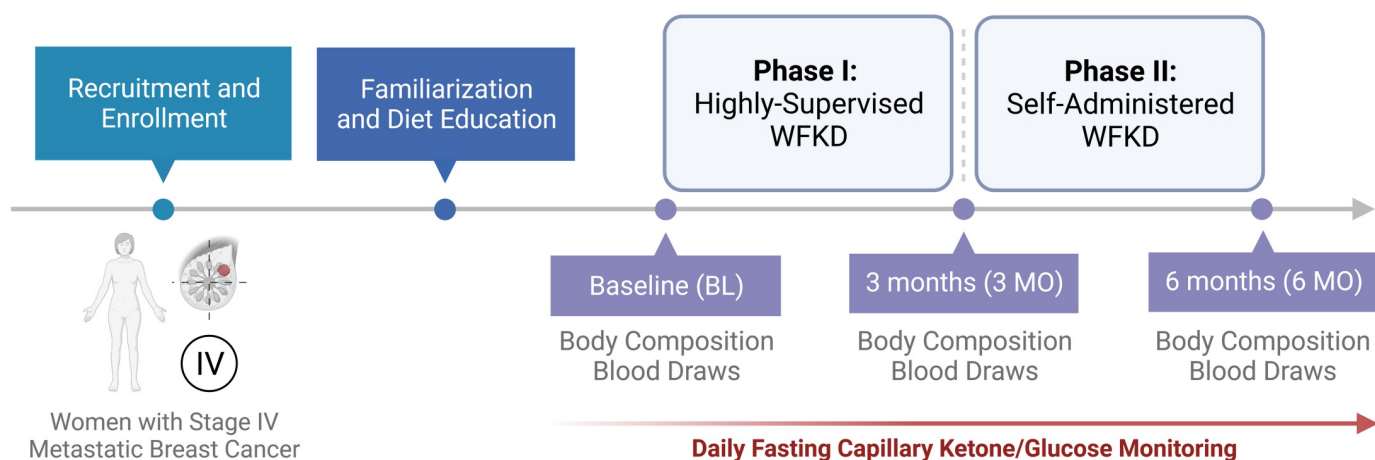 Recruitment and
Enrollment
Familiarization
and Diet Education
Phase I:
Highly-Supervised
WFKD
Phase II:
Self-Administered
WFKD
IV
Women with Stage IV
Metastatic Breast Cancer
Baseline (BL)
Body Composition
Blood Draws
3 months (3 MO)
Body Composition
Blood Draws
6 months (6 MO)
Body Composition
Blood Draws
Daily Fasting Capillary Ketone/Glucose Monitoring